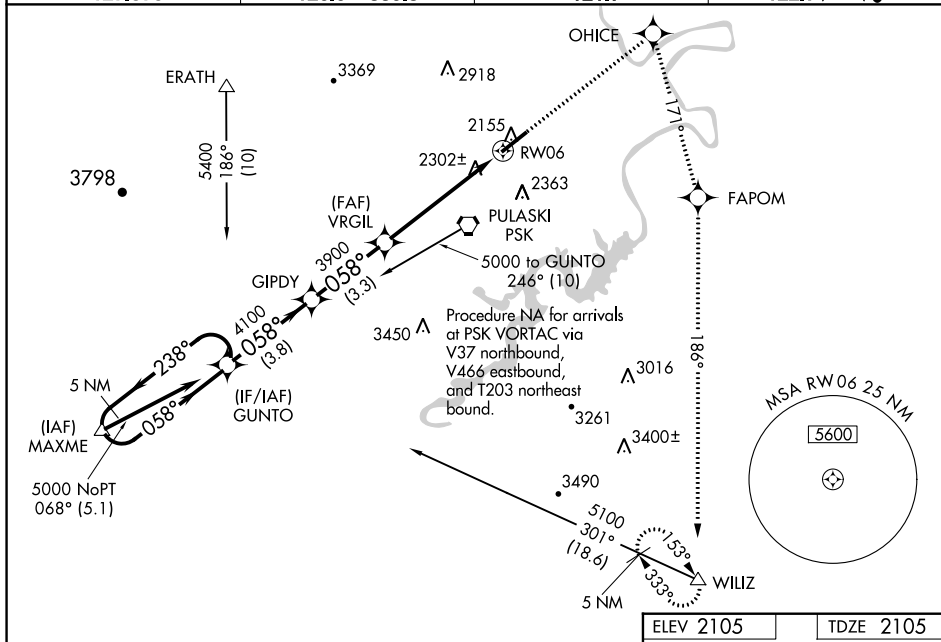 OHICE
ERATH
3369
2918
5400
186°
(10)
171°
2155
RW06
2302±
3798
2363
FAPOM
(FAF)
VRGIL
PULASKI
PSK
3900
058°
(3.3)
5000 to GUNTO
246° (10)
GIPDY
4100
058°
(3.8)
3450
Procedure NA for arrivals
at PSK VORTAC via
V37 northbound,
V466 eastbound,
and T203 northeast
bound.
186°
238°
5 NM
058°
(IF/IAF)
GUNTO
(IAF)
MAXME
3016
3261
3400±
MSA RW06 25 NM
5600
5000 NoPT
068° (5.1)
3490
5100
301°
(18.6)
153°
333°
WILIZ
5 NM
ELEV 2105
TDZE 2105